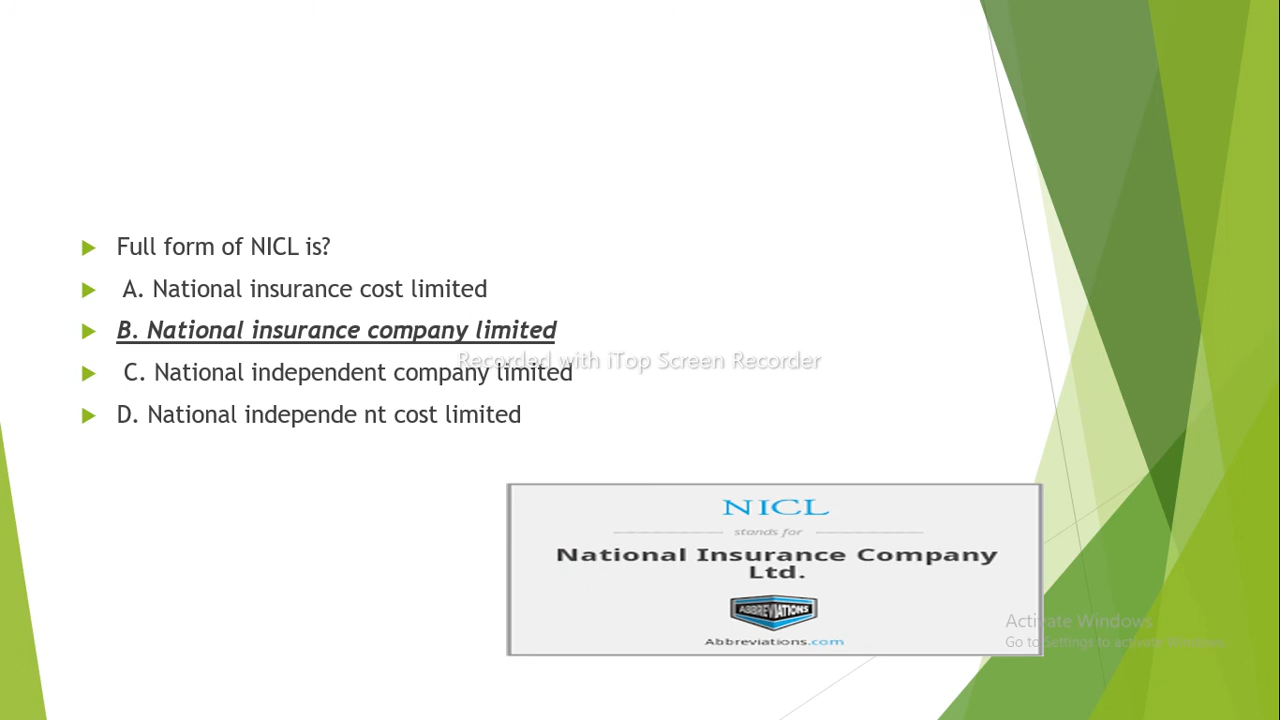 Full form of NICL is?
A. National insurance cost limited
B. National insurance company limited
Recorded with iTop Screen Recorder
C. National independent company limited
D. National independe nt cost limited
NICL
stands for
National Insurance Company
Ltd.
ABBREVIATIONS
Abbreviations.com
Activate Windows
Go to Settings to activate Windows.